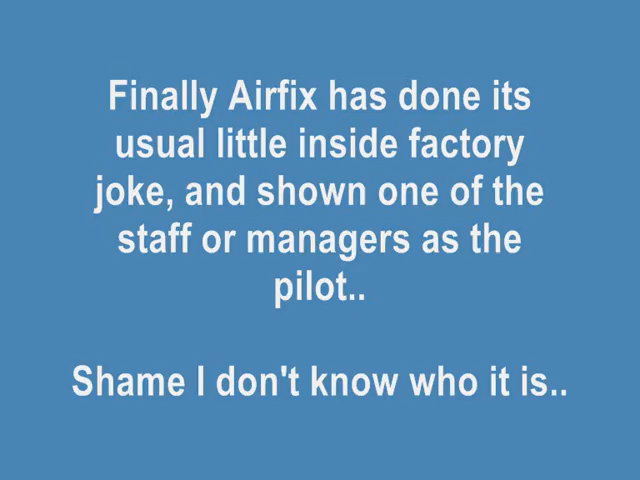 Finally Airfix has done its
usual little inside factory
joke, and shown one of the
staff or managers as the
pilot..
Shame I don't know who it is..